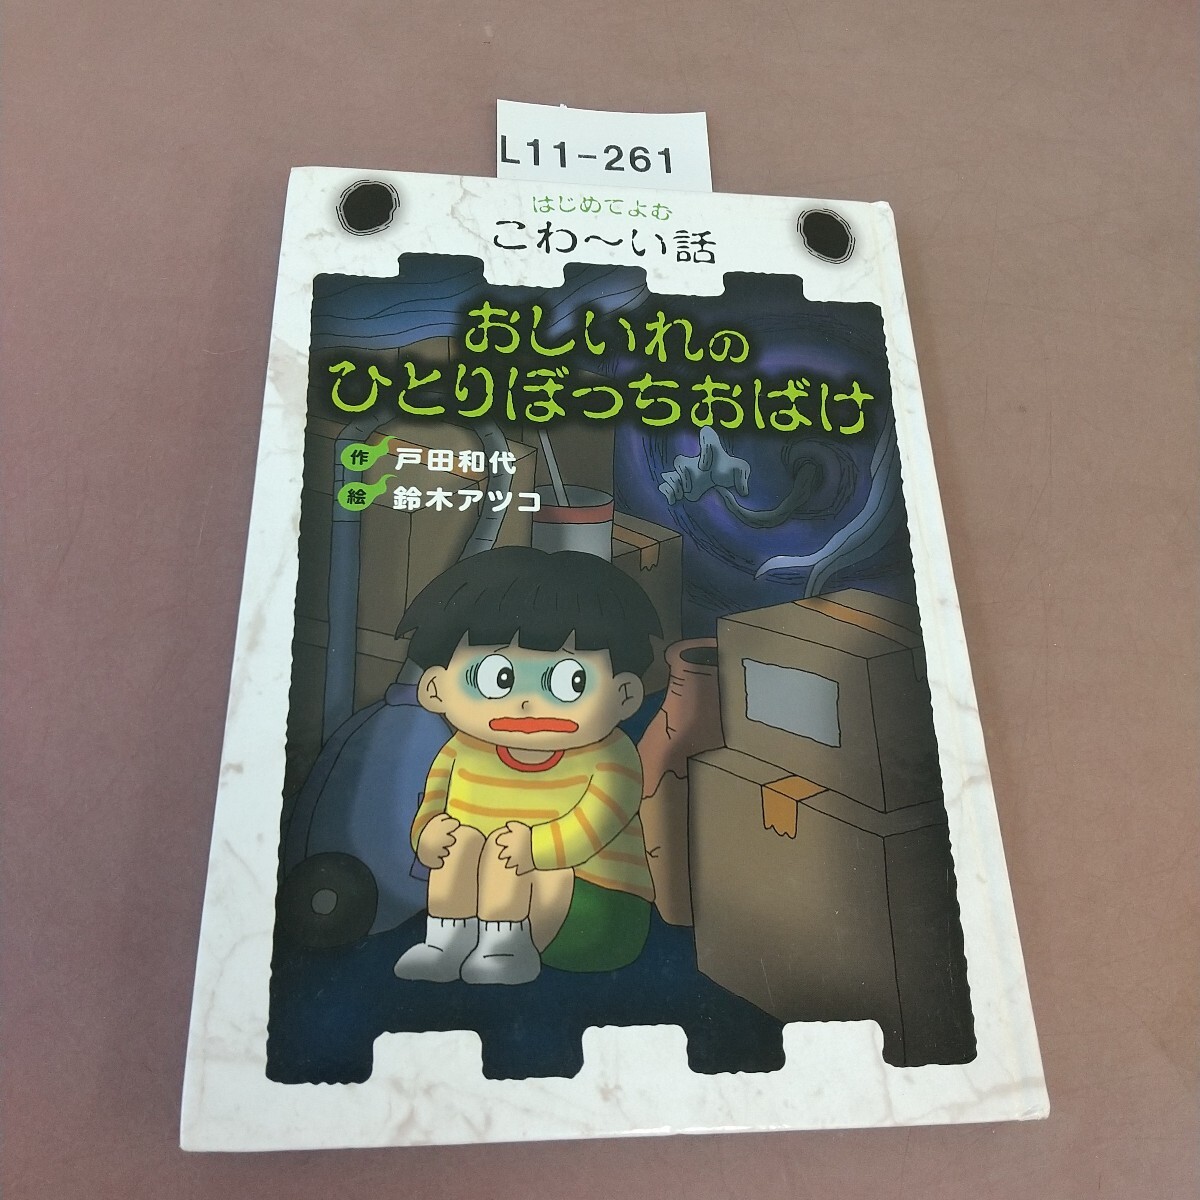 L11-261
はじめてよむ
こわ～い話
おしいれの
ひとりぼっちおばけ
作 戸田和代
絵 鈴木アツコ